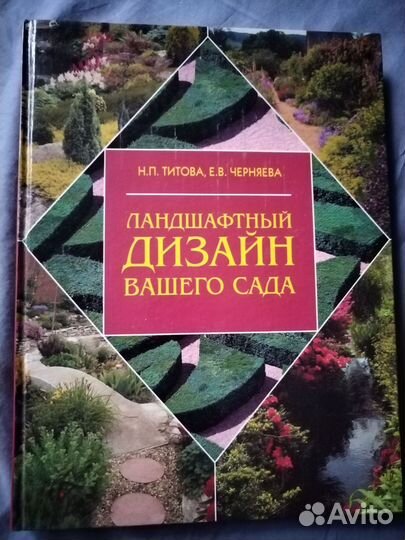 Н.П. ТИТОВА, Е.В. ЧЕРНЯЕВА
ЛАНДШАФТНЫЙ
ДИЗАЙН
ВАШЕГО САДА
Avito